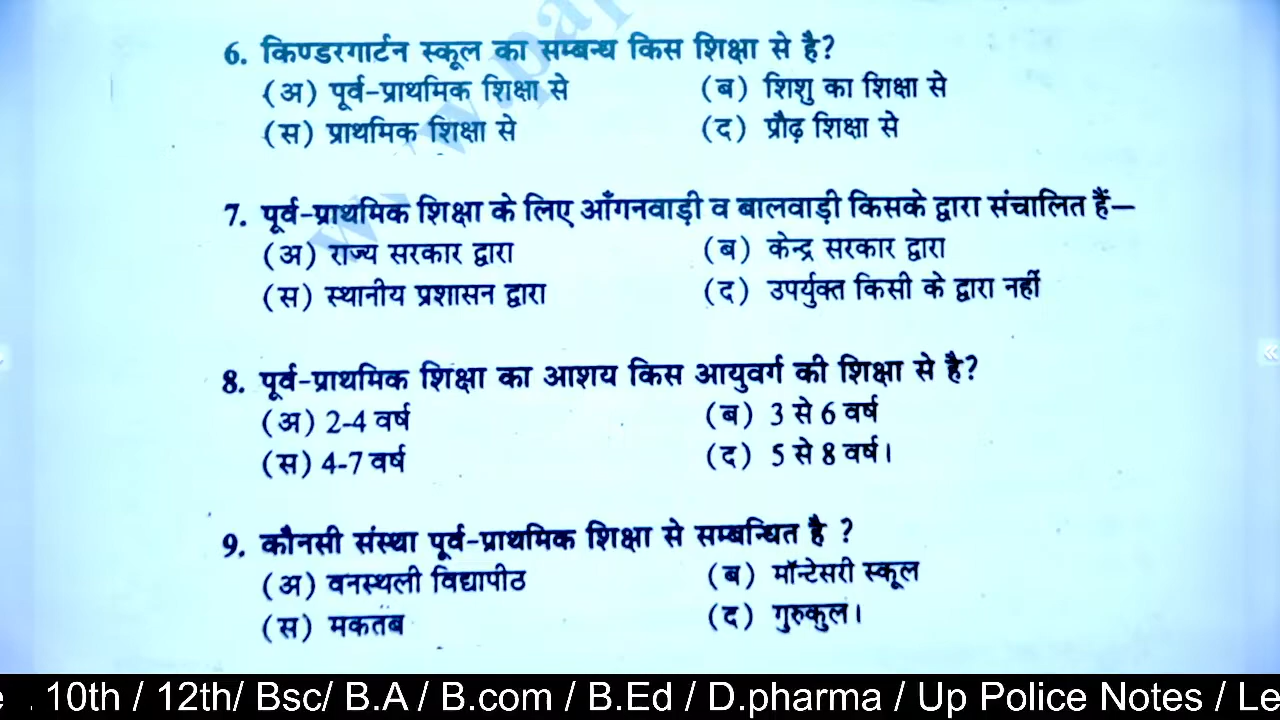 6. किण्डरगार्टन स्कूल का सम्बन्ध किस शिक्षा से है?
(अ) पूर्व-प्राथमिक शिक्षा से (ब) शिशु का शिक्षा से
(स) प्राथमिक शिक्षा से (द) प्रौढ़ शिक्षा से
7. पूर्व-प्राथमिक शिक्षा के लिए आँगनवाड़ी व बालवाड़ी किसके द्वारा संचालित हैं—
(अ) राज्य सरकार द्वारा (ब) केन्द्र सरकार द्वारा
(स) स्थानीय प्रशासन द्वारा (द) उपर्युक्त किसी के द्वारा नहीं
8. पूर्व-प्राथमिक शिक्षा का आशय किस आयुवर्ग की शिक्षा से है?
(अ) 2-4 वर्ष (ब) 3 से 6 वर्ष
(स) 4-7 वर्ष (द) 5 से 8 वर्ष।
9. कौनसी संस्था पूर्व-प्राथमिक शिक्षा से सम्बन्धित है ?
(अ) वनस्थली विद्यापीठ (ब) मॉन्टेसरी स्कूल
(स) मकतब (द) गुरुकुल।
. 10th / 12th/ Bsc/ B.A / B.com / B.Ed / D.pharma / Up Police Notes /